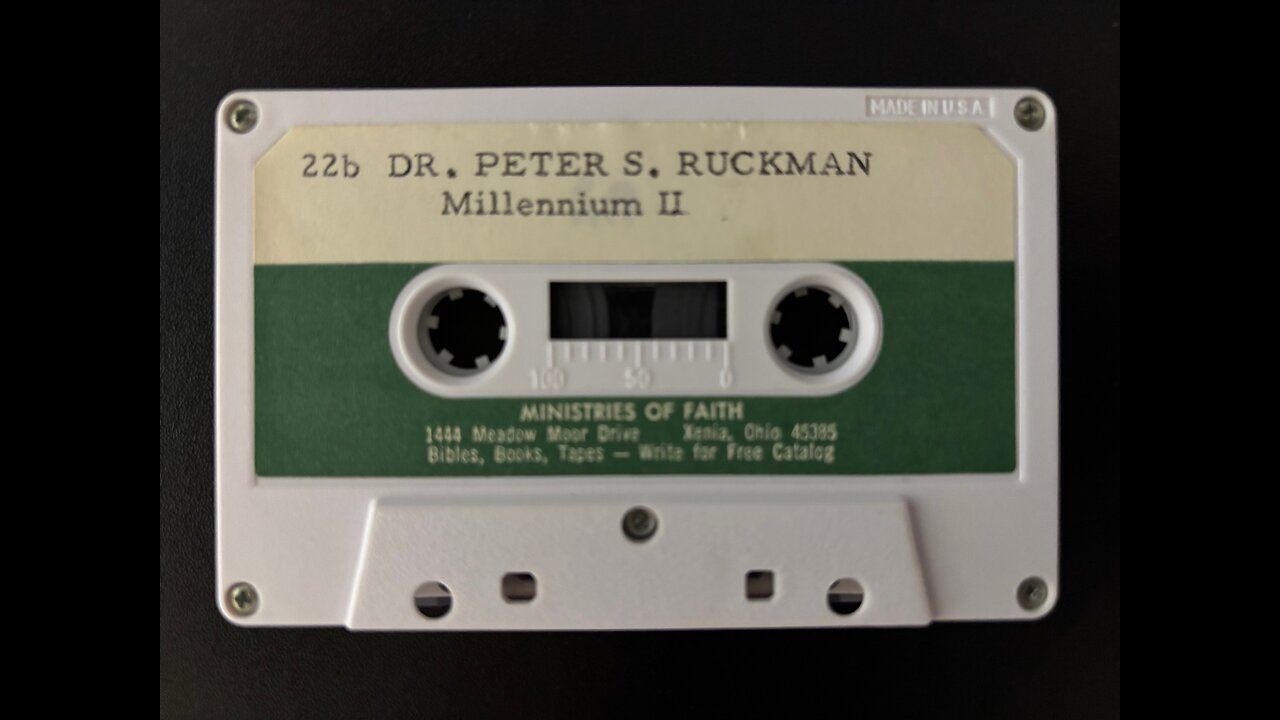 MADE IN U.S.A
22b DR. PETER S. RUCKMAN
Millennium II
100 50 0
MINISTRIES OF FAITH
1444 Meadow Moor Drive Xenia, Ohio 45385
Bibles, Books, Tapes — Write for Free Catalog